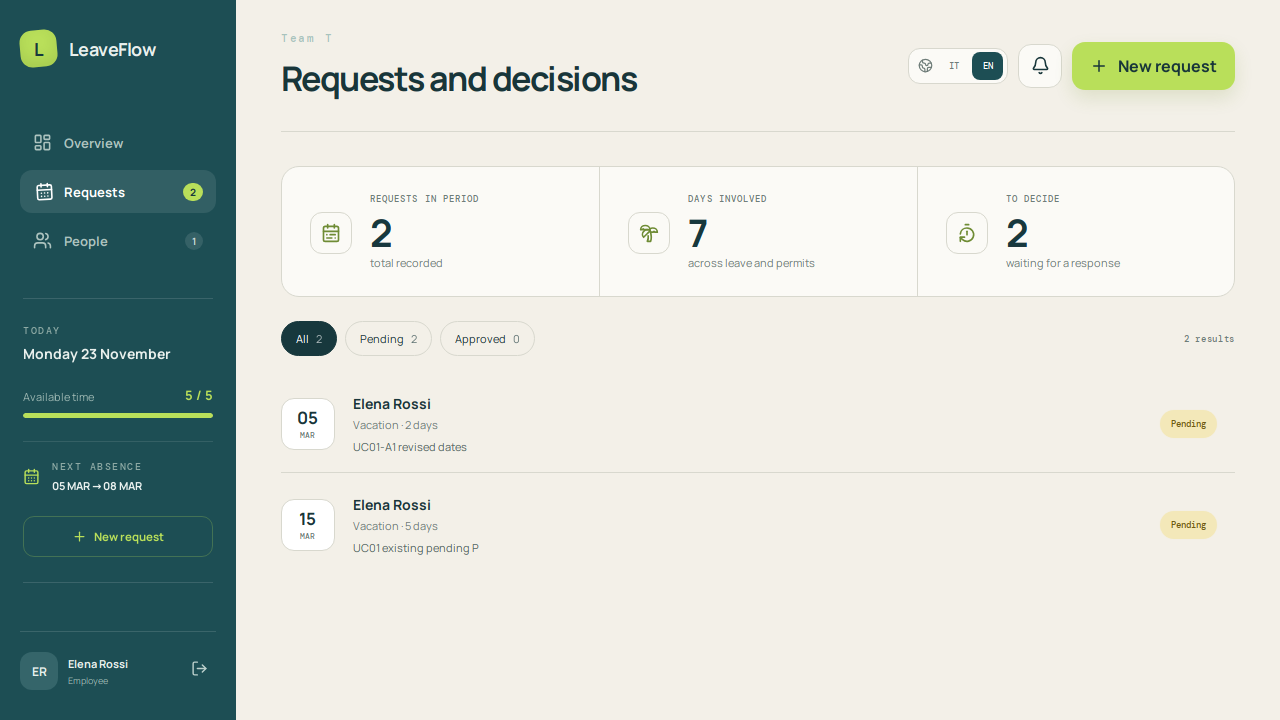 L
LeaveFlow
Overview
Requests 2
People 1
TODAY
Monday 23 November
Available time 5 / 5
NEXT ABSENCE
05 MAR → 08 MAR
+ New request
ER
Elena Rossi
Employee
Team T
Requests and decisions
IT EN
+ New request
REQUESTS IN PERIOD
2
total recorded
DAYS INVOLVED
7
across leave and permits
TO DECIDE
2
waiting for a response
All 2
Pending 2
Approved 0
2 results
05
MAR
Elena Rossi
Vacation · 2 days
UC01-A1 revised dates
Pending
15
MAR
Elena Rossi
Vacation · 5 days
UC01 existing pending P
Pending